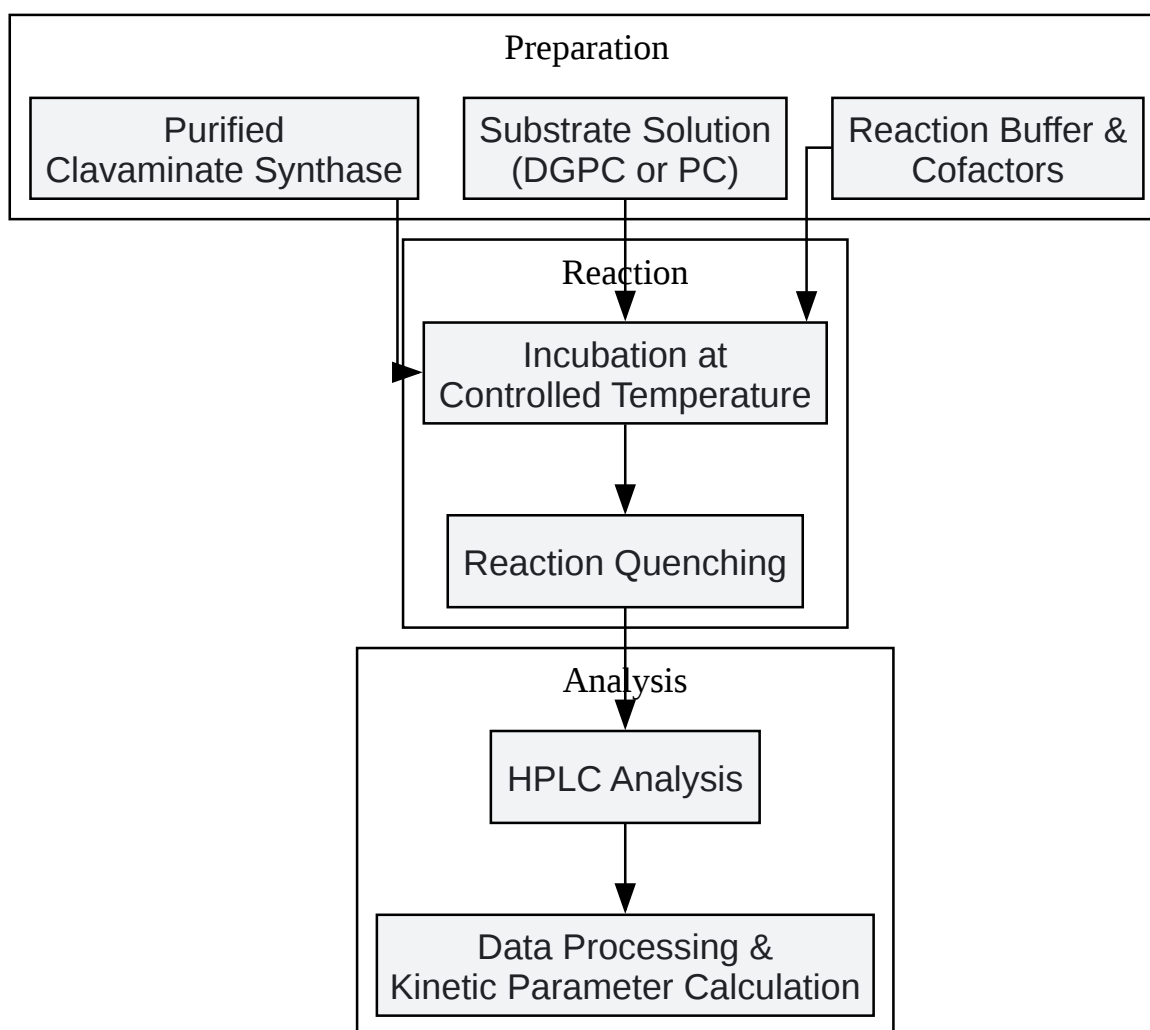 Preparation
Purified
Clavaminate Synthase
Substrate Solution
(DGPC or PC)
Reaction Buffer &
Cofactors
Reaction
Incubation at
Controlled Temperature
Reaction Quenching
Analysis
HPLC Analysis
Data Processing &
Kinetic Parameter Calculation